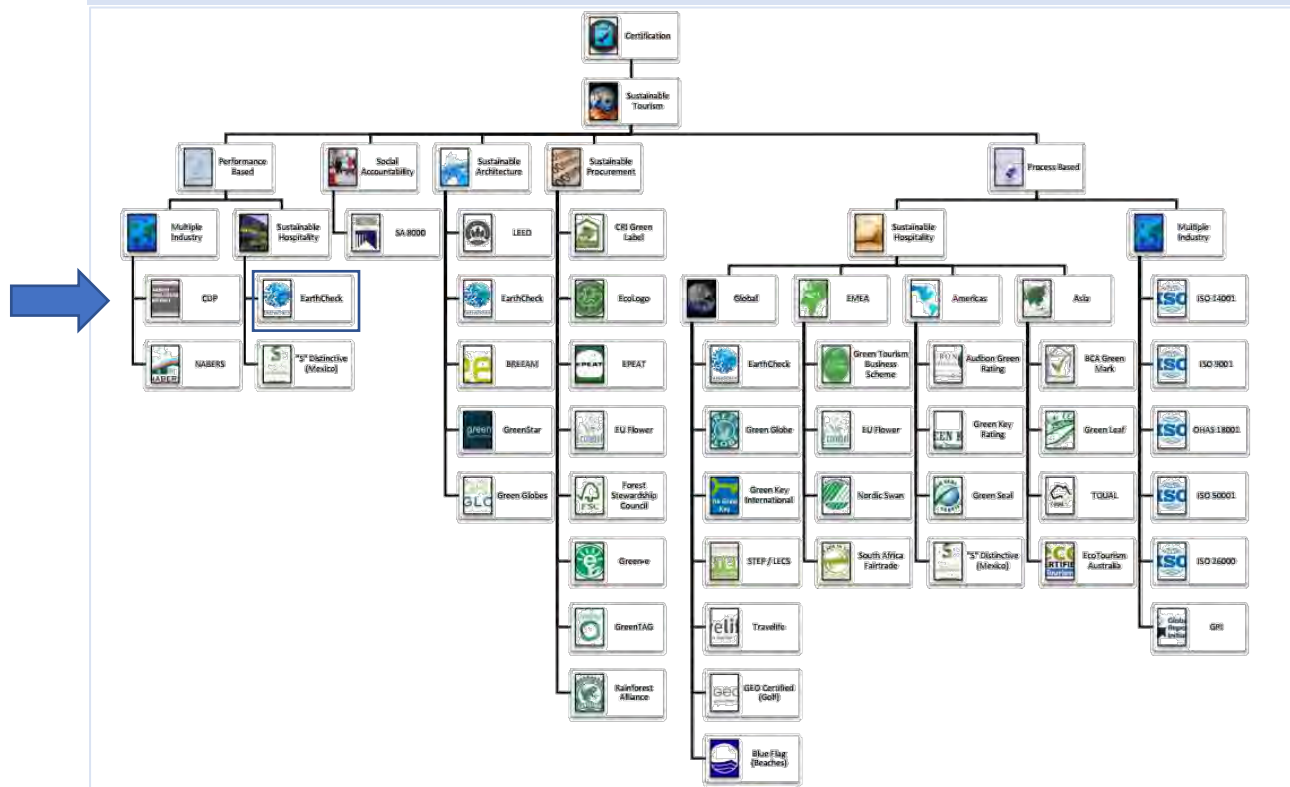 Certification
Sustainable
Tourism
Performance
Based
Social
Accountability
Sustainable
Architecture
Sustainable
Procurement
Process Based
Multiple
Industry
Sustainable
Hospitality
SA 8000
LEED
CRI Green
Label
Sustainable
Hospitality
Multiple
Industry
CDP
EarthCheck
EarthCheck
EcoLogo
Global
EMEA
Americas
Asia
ISO 14001
NABERS
"S" Distinctive
(Mexico)
BREEAM
EPEAT
EarthCheck
Green Tourism
Business
Scheme
Audbon Green
Rating
BCA Green
Mark
ISO 9001
GreenStar
EU Flower
Green Globe
EU Flower
Green Key
Rating
Green Leaf
OHAS 18001
Green Globes
Forest
Stewardship
Council
Green Key
International
Nordic Swan
Green Seal
TQUAL
ISO 50001
Green-e
STEP / LECS
South Africa
Fairtrade
"S" Distinctive
(Mexico)
EcoTourism
Australia
ISO 26000
GreenTAG
Travelife
GRI
Rainforest
Alliance
GEO Certified
(Golf)
Blue Flag
(Beaches)